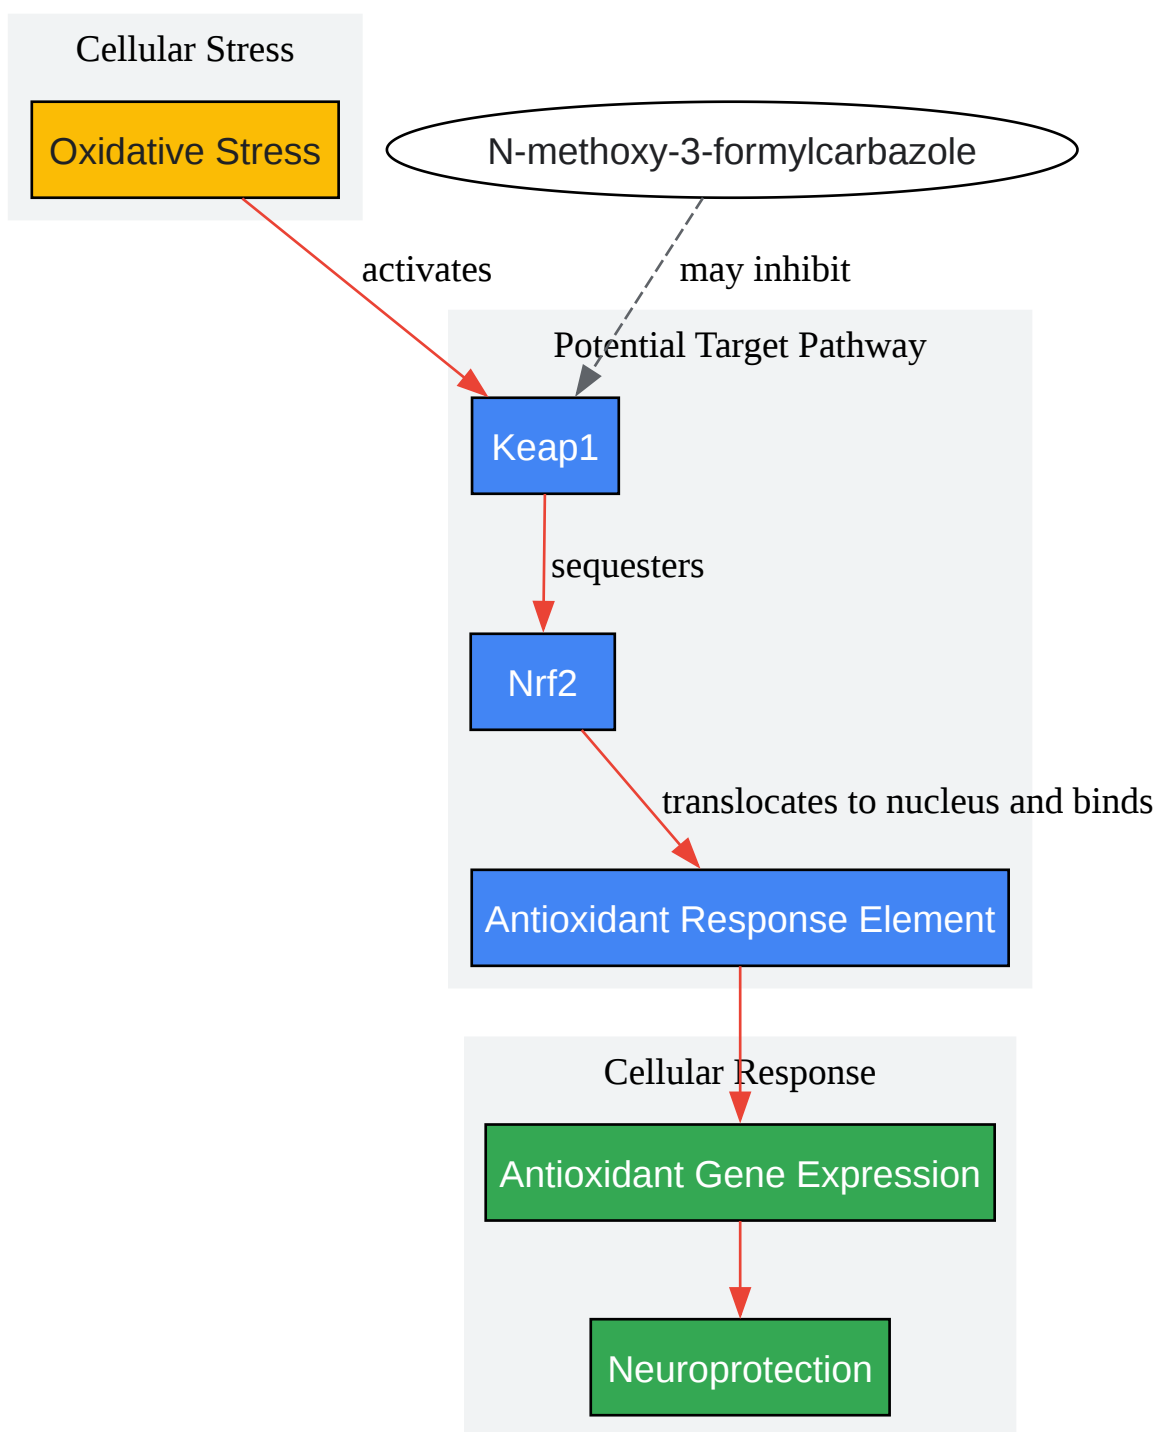 Cellular Stress
Oxidative Stress
N-methoxy-3-formylcarbazole
activates
may inhibit
Potential Target Pathway
Keap1
sequesters
Nrf2
translocates to nucleus and binds
Antioxidant Response Element
Cellular Response
Antioxidant Gene Expression
Neuroprotection